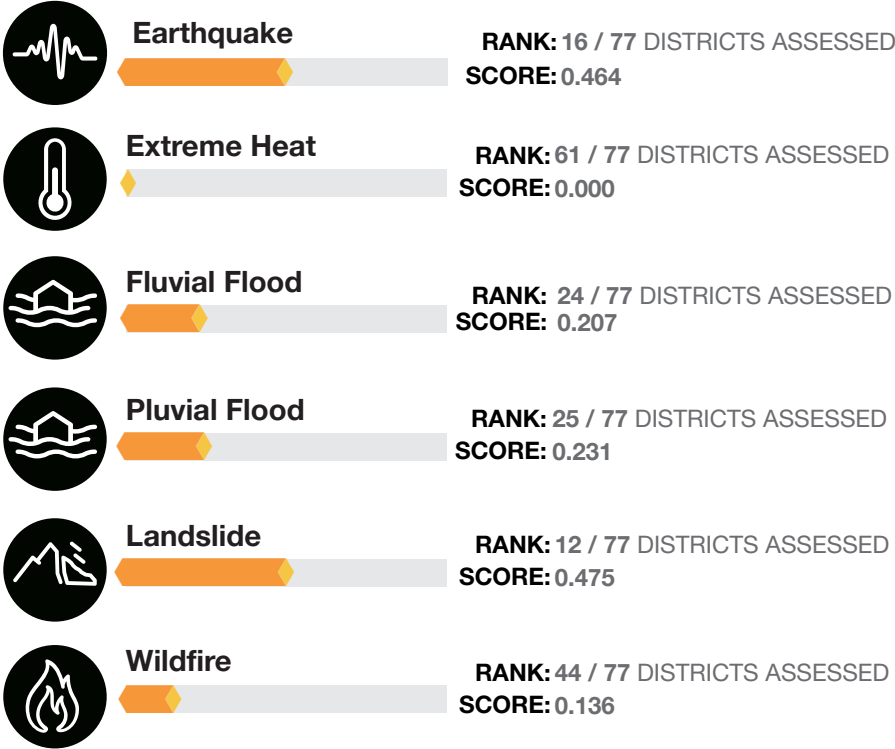 Earthquake
RANK: 16 / 77 DISTRICTS ASSESSED
SCORE: 0.464
Extreme Heat
RANK: 61 / 77 DISTRICTS ASSESSED
SCORE: 0.000
Fluvial Flood
RANK: 24 / 77 DISTRICTS ASSESSED
SCORE: 0.207
Pluvial Flood
RANK: 25 / 77 DISTRICTS ASSESSED
SCORE: 0.231
Landslide
RANK: 12 / 77 DISTRICTS ASSESSED
SCORE: 0.475
Wildfire
RANK: 44 / 77 DISTRICTS ASSESSED
SCORE: 0.136